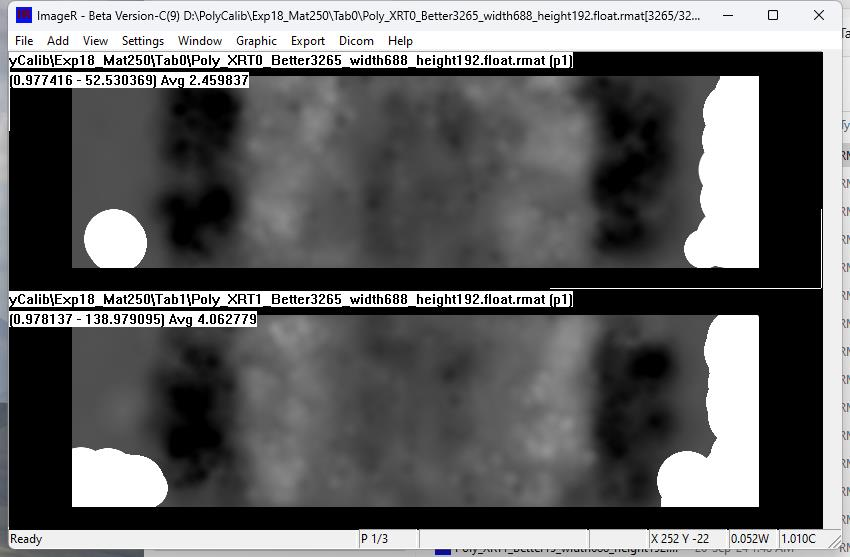 ImageR - Beta Version-C(9) D:\PolyCalib\Exp18_Mat250\Tab0\Poly_XRT0_Better3265_width688_height192.float.rmat[3265/32...
File Add View Settings Window Graphic Export Dicom Help
yCalib\Exp18_Mat250\Tab0\Poly_XRT0_Better3265_width688_height192.float.rmat (p1)
(0.977416 - 52.530369) Avg 2.459837
yCalib\Exp18_Mat250\Tab1\Poly_XRT1_Better3265_width688_height192.float.rmat (p1)
(0.978137 - 138.979095) Avg 4.062779
Ready P 1/3 X 252 Y -22 0.052W 1.010C